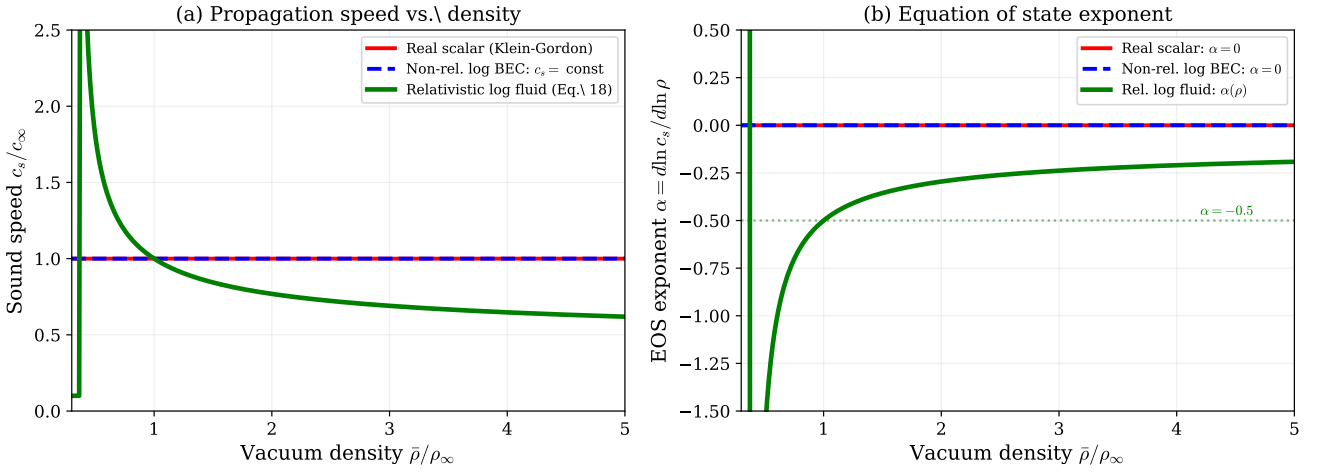 (a) Propagation speed vs.\ density
Sound speed c_s/c_∞
2.5
2.0
1.5
1.0
0.5
0.0
Real scalar (Klein-Gordon)
Non-rel. log BEC: c_s = const
Relativistic log fluid (Eq.\ 18)
1 2 3 4 5
Vacuum density ρ̄/ρ_∞
(b) Equation of state exponent
EOS exponent α = dln c_s/dln ρ
0.50
0.25
0.00
−0.25
−0.50
−0.75
−1.00
−1.25
−1.50
Real scalar: α = 0
Non-rel. log BEC: α = 0
Rel. log fluid: α(ρ)
α = −0.5
1 2 3 4 5
Vacuum density ρ̄/ρ_∞